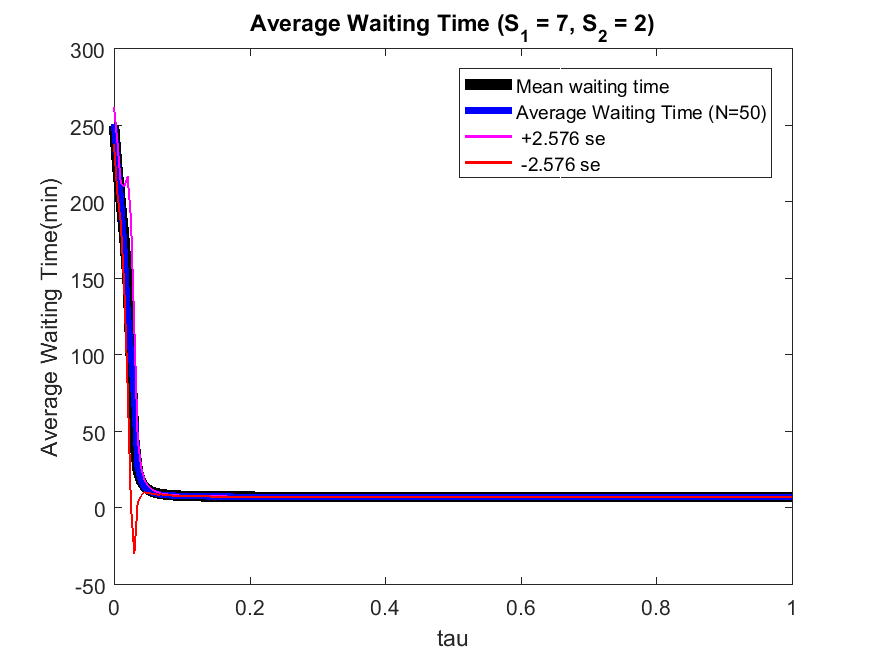 Average Waiting Time (S1 = 7, S2 = 2)
300
250
200
150
100
50
0
-50
Average Waiting Time(min)
Mean waiting time
Average Waiting Time (N=50)
+2.576 se
-2.576 se
0 0.2 0.4 0.6 0.8 1
tau